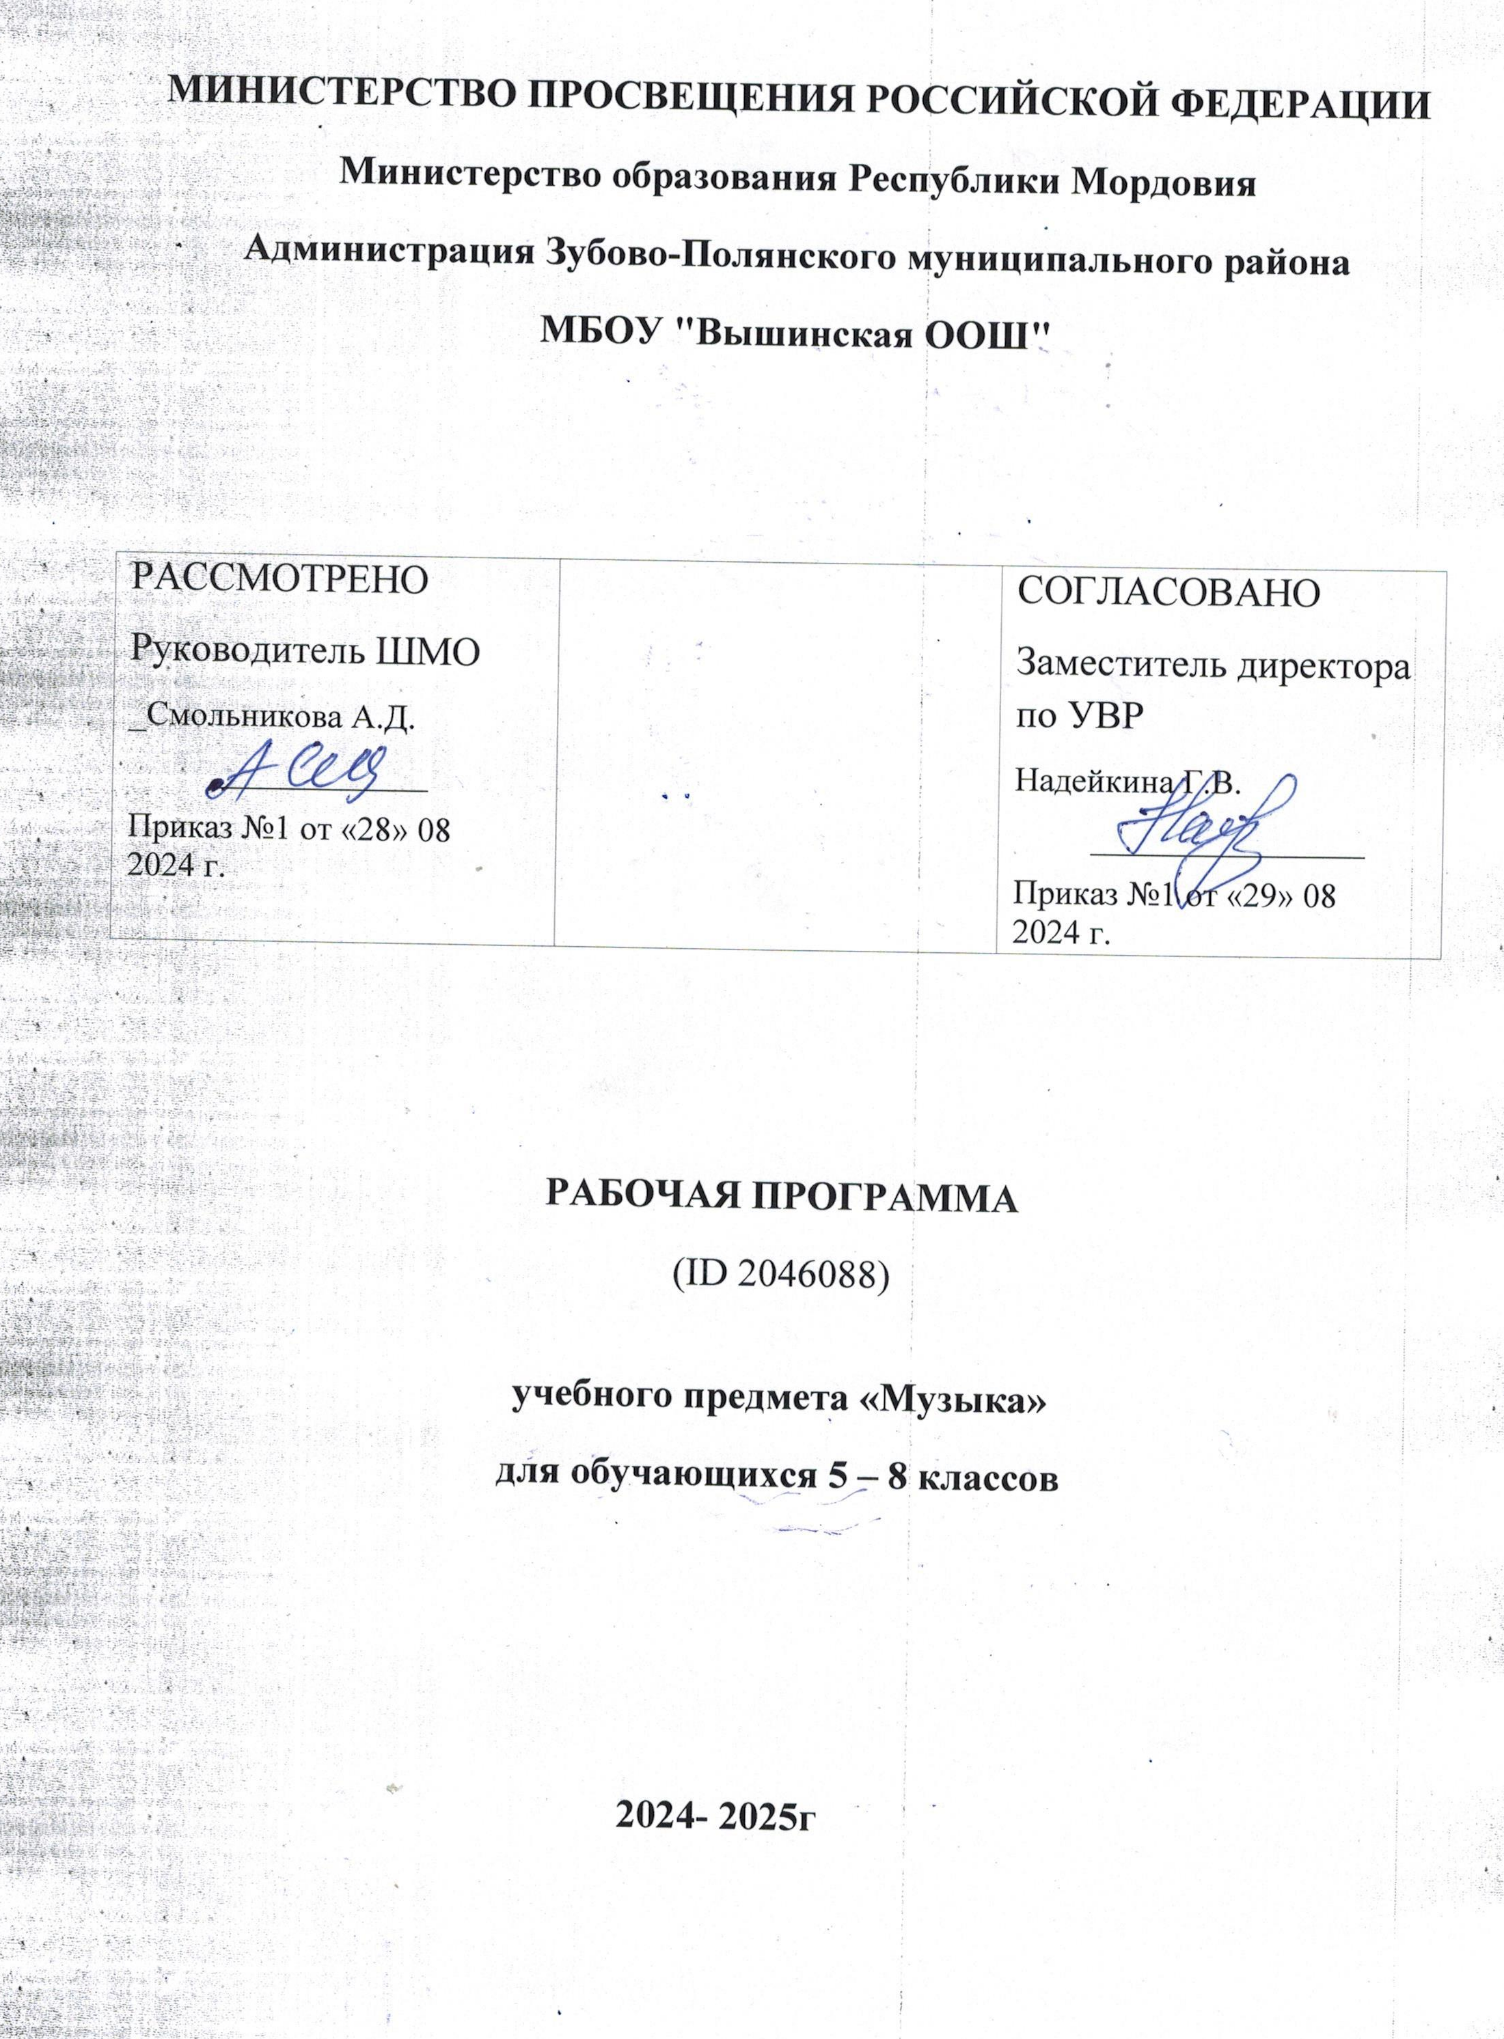 МИНИСТЕРСТВО ПРОСВЕЩЕНИЯ РОССИЙСКОЙ ФЕДЕРАЦИИ
Министерство образования Республики Мордовия
Администрация Зубово-Полянского муниципального района
МБОУ "Вышинская ООШ"
РАССМОТРЕНО
Руководитель ШМО
_Смольникова А.Д.
Приказ №1 от «28» 08
2024 г.
СОГЛАСОВАНО
Заместитель директора
по УВР
Надейкина Г.В.
Приказ №1 от «29» 08
2024 г.
РАБОЧАЯ ПРОГРАММА
(ID 2046088)
учебного предмета «Музыка»
для обучающихся 5 – 8 классов
2024- 2025г